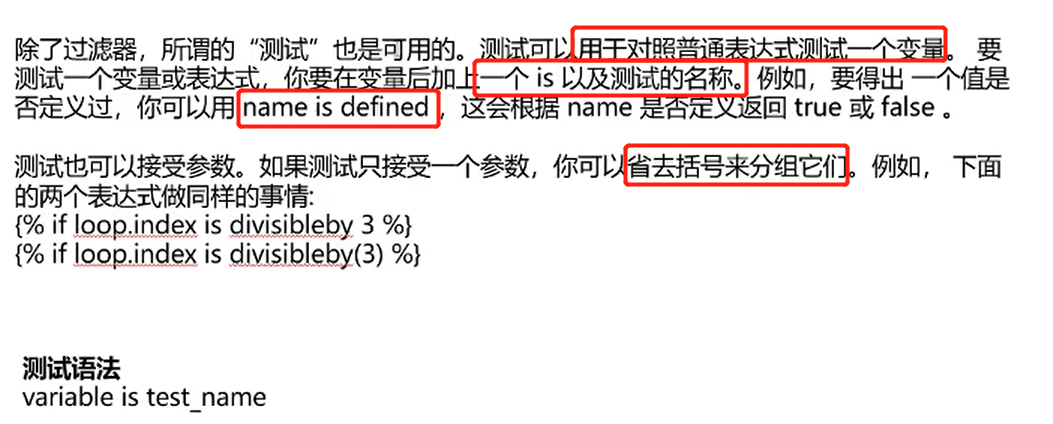 除了过滤器，所谓的“测试”也是可用的。测试可以用于对照普通表达式测试一个变量。 要
测试一个变量或表达式，你要在变量后加上一个 is 以及测试的名称。例如，要得出 一个值是
否定义过，你可以用 name is defined ，这会根据 name 是否定义返回 true 或 false 。
测试也可以接受参数。如果测试只接受一个参数，你可以省去括号来分组它们。例如， 下面
的两个表达式做同样的事情:
{% if loop.index is divisibleby 3 %}
{% if loop.index is divisibleby(3) %}
测试语法
variable is test_name